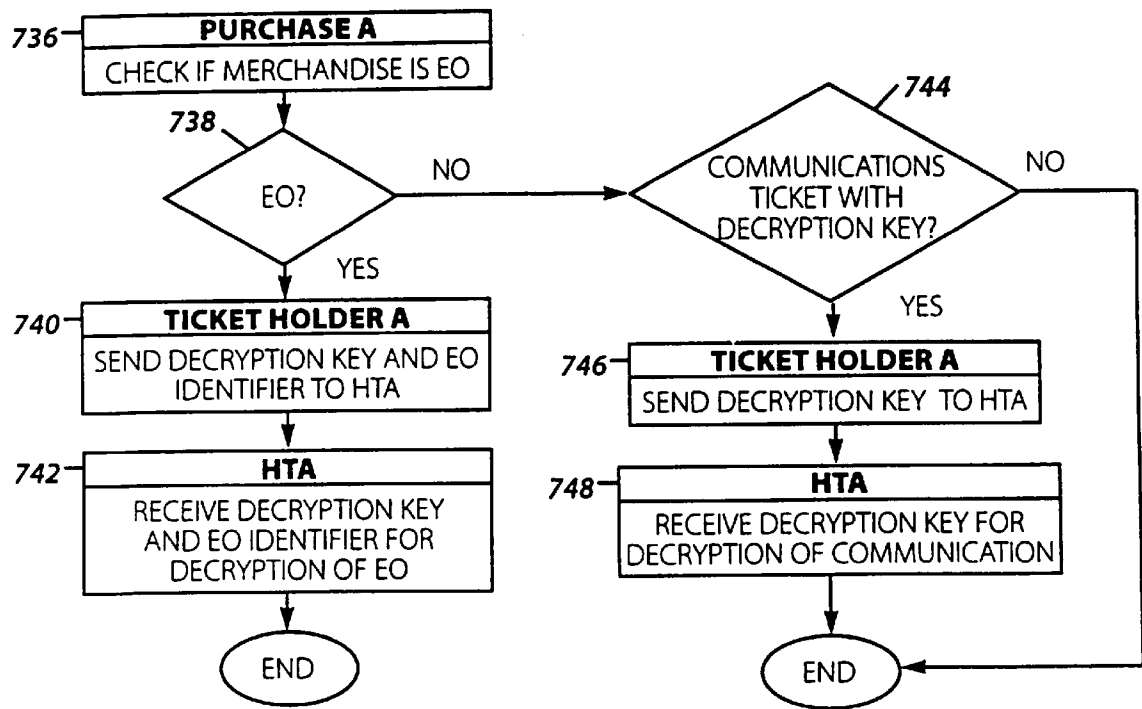 736
PURCHASE A
CHECK IF MERCHANDISE IS EO
738
EO?
NO
YES
740
TICKET HOLDER A
SEND DECRYPTION KEY AND EO
IDENTIFIER TO HTA
742
HTA
RECEIVE DECRYPTION KEY
AND EO IDENTIFIER FOR
DECRYPTION OF EO
END
744
COMMUNICATIONS
TICKET WITH
DECRYPTION KEY?
NO
YES
746
TICKET HOLDER A
SEND DECRYPTION KEY TO HTA
748
HTA
RECEIVE DECRYPTION KEY FOR
DECRYPTION OF COMMUNICATION
END